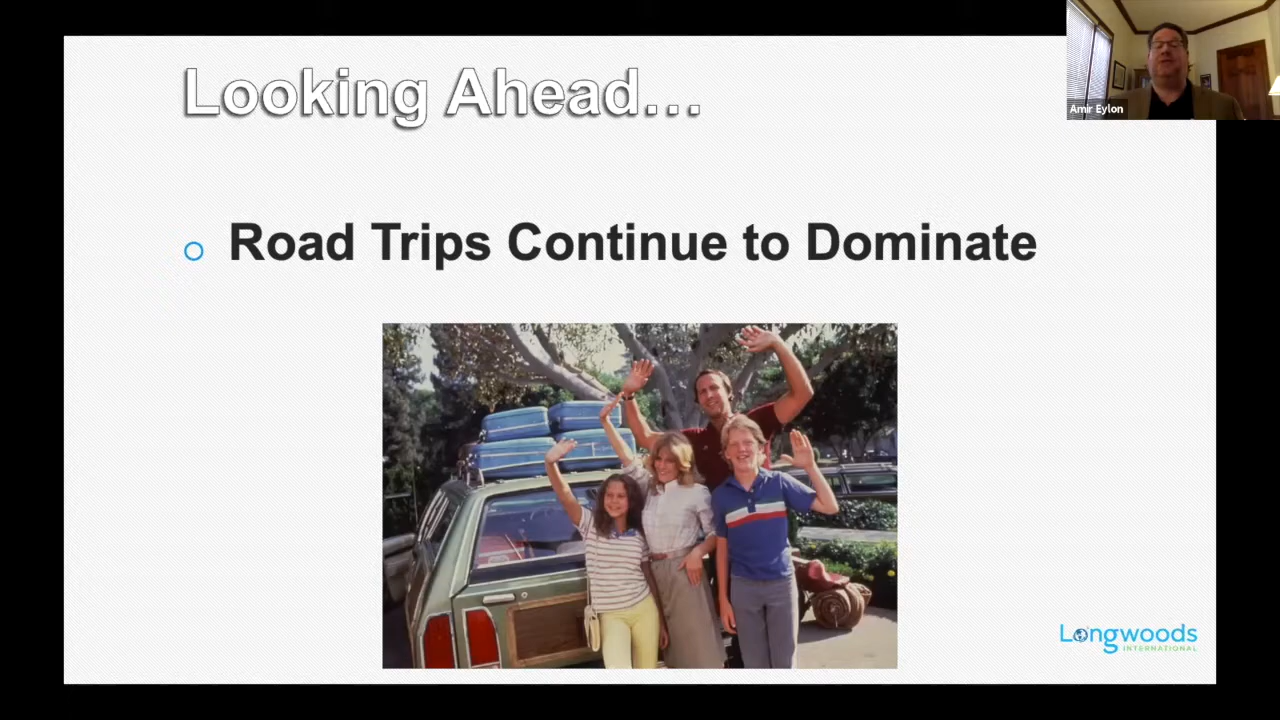 Looking Ahead...
Amir Eylon
Road Trips Continue to Dominate
Longwoods
INTERNATIONAL